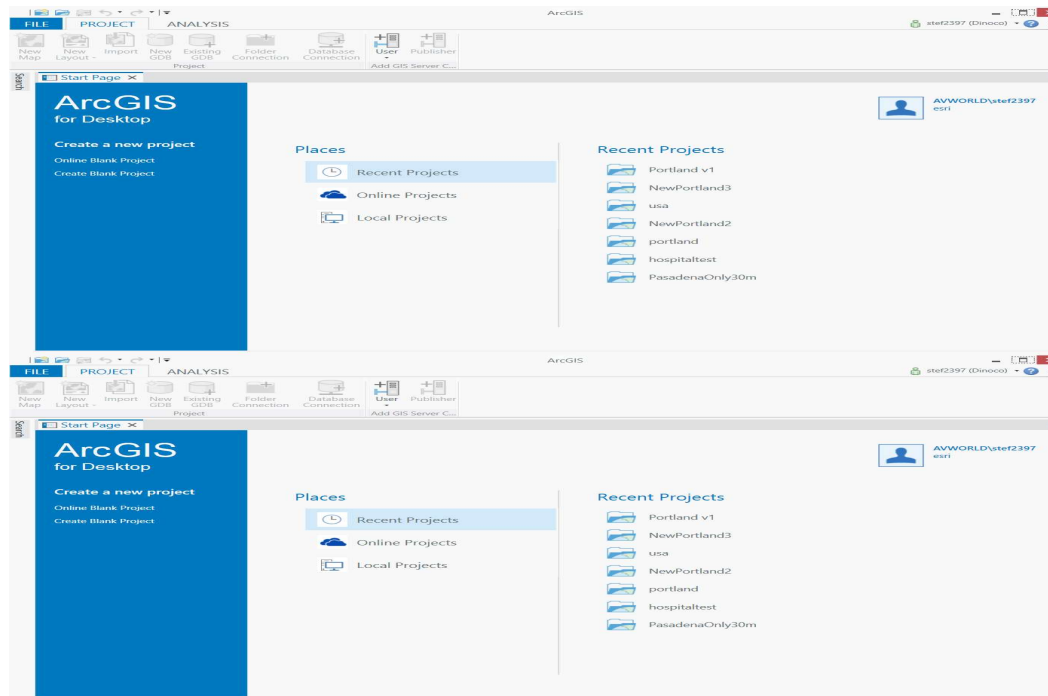 ArcGIS
FILE PROJECT ANALYSIS stef2397 (Dinoco)
New Map New Layout Import New GDB Existing GDB Folder Connection Database Connection User Publisher
Project Add GIS Server C...
Search Start Page
ArcGIS
for Desktop
AVWORLD\stef2397
esri
Create a new project
Online Blank Project
Create Blank Project
Places
Recent Projects
Online Projects
Local Projects
Recent Projects
Portland v1
NewPortland3
usa
NewPortland2
portland
hospitaltest
PasadenaOnly30m
ArcGIS
FILE PROJECT ANALYSIS stef2397 (Dinoco)
New Map New Layout Import New GDB Existing GDB Folder Connection Database Connection User Publisher
Project Add GIS Server C...
Search Start Page
ArcGIS
for Desktop
AVWORLD\stef2397
esri
Create a new project
Online Blank Project
Create Blank Project
Places
Recent Projects
Online Projects
Local Projects
Recent Projects
Portland v1
NewPortland3
usa
NewPortland2
portland
hospitaltest
PasadenaOnly30m